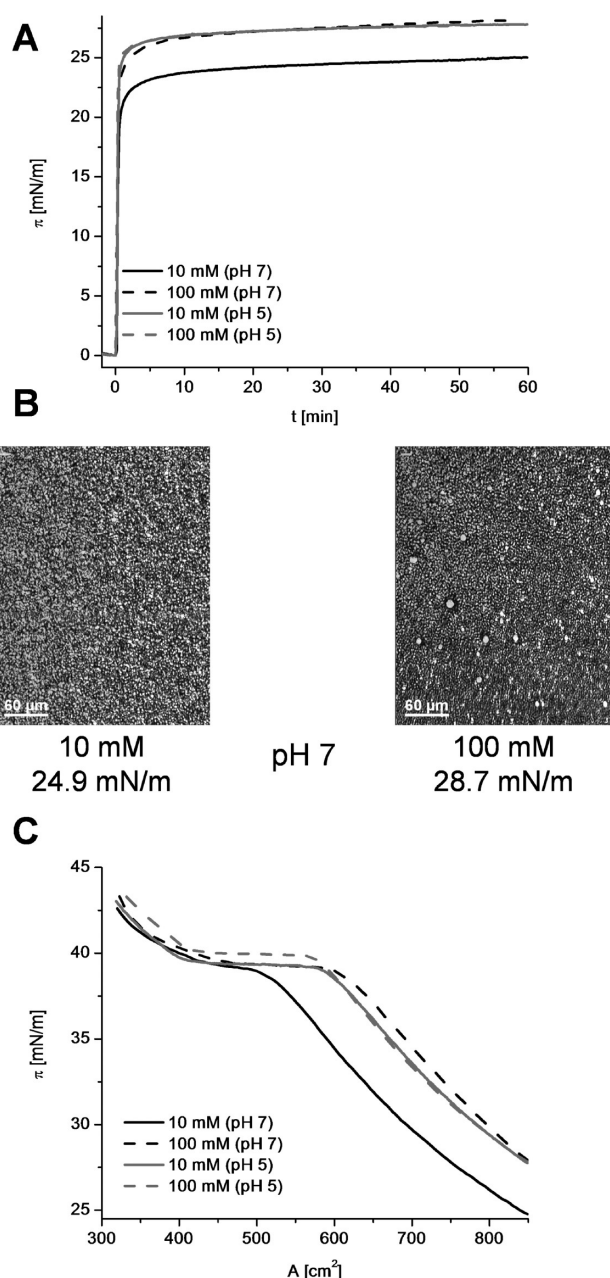 A
25
20
15
10
5
0
π [mN/m]
10 mM (pH 7)
100 mM (pH 7)
10 mM (pH 5)
100 mM (pH 5)
0 10 20 30 40 50 60
t [min]
B
60 µm
60 µm
10 mM
24.9 mN/m
pH 7
100 mM
28.7 mN/m
C
45
40
35
30
25
π [mN/m]
10 mM (pH 7)
100 mM (pH 7)
10 mM (pH 5)
100 mM (pH 5)
300 400 500 600 700 800
A [cm²]